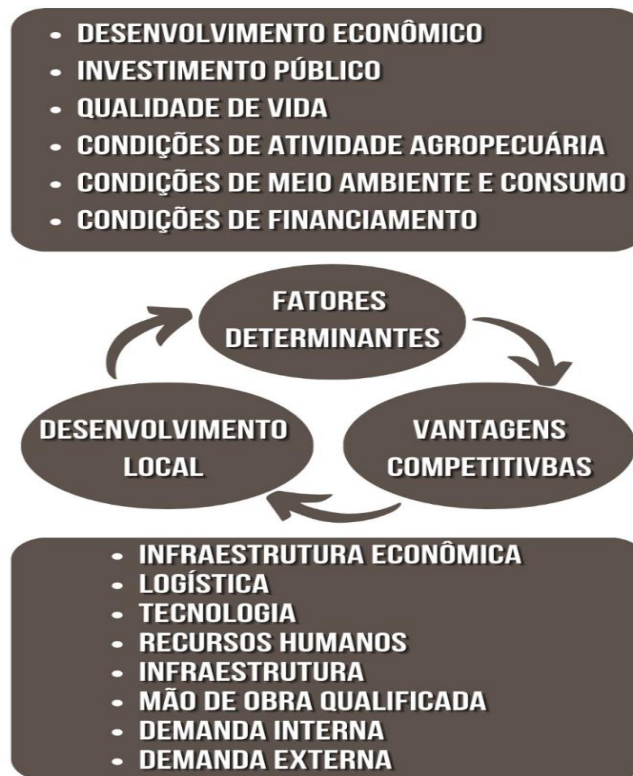 • DESENVOLVIMENTO ECONÔMICO
• INVESTIMENTO PÚBLICO
• QUALIDADE DE VIDA
• CONDIÇÕES DE ATIVIDADE AGROPECUÁRIA
• CONDIÇÕES DE MEIO AMBIENTE E CONSUMO
• CONDIÇÕES DE FINANCIAMENTO
FATORES
DETERMINANTES
DESENVOLVIMENTO
LOCAL
VANTAGENS
COMPETITIVBAS
• INFRAESTRUTURA ECONÔMICA
• LOGÍSTICA
• TECNOLOGIA
• RECURSOS HUMANOS
• INFRAESTRUTURA
• MÃO DE OBRA QUALIFICADA
• DEMANDA INTERNA
• DEMANDA EXTERNA